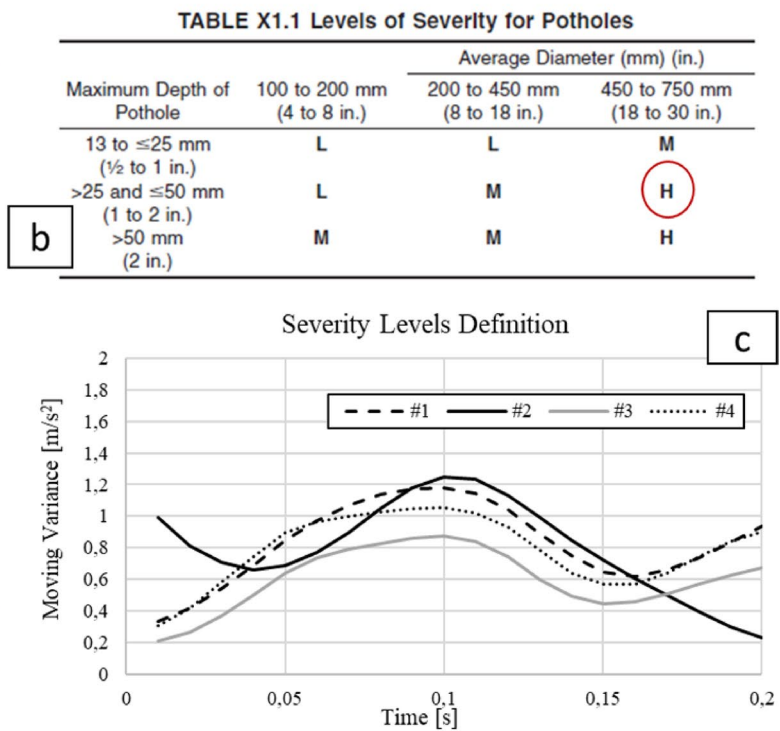 TABLE X1.1 Levels of Severity for Potholes
Average Diameter (mm) (in.)
Maximum Depth of Pothole 100 to 200 mm (4 to 8 in.) 200 to 450 mm (8 to 18 in.) 450 to 750 mm (18 to 30 in.)
13 to ≤25 mm L L M
(½ to 1 in.)
>25 and ≤50 mm L M H
(1 to 2 in.)
>50 mm M M H
(2 in.)
b
Severity Levels Definition
c
2
1,8
1,6
1,4
1,2
1
0,8
0,6
0,4
0,2
0
Moving Variance [m/s²]
#1 #2 #3 #4
0 0,05 0,1 0,15 0,2
Time [s]